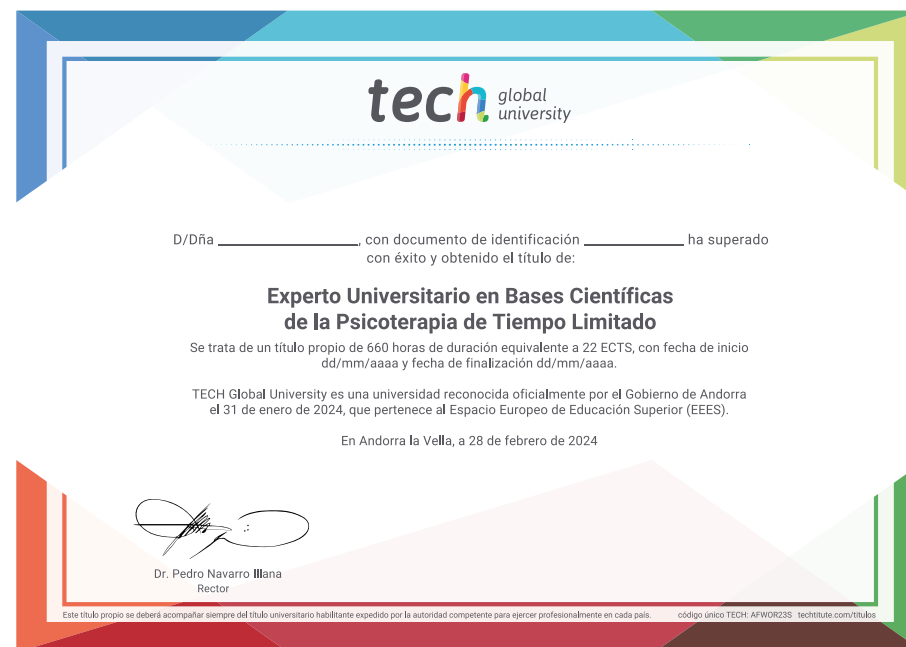 tech global university
D/Dña ____________________, con documento de identificación ______________ ha superado
con éxito y obtenido el título de:
Experto Universitario en Bases Científicas
de la Psicoterapia de Tiempo Limitado
Se trata de un título propio de 660 horas de duración equivalente a 22 ECTS, con fecha de inicio
dd/mm/aaaa y fecha de finalización dd/mm/aaaa.
TECH Global University es una universidad reconocida oficialmente por el Gobierno de Andorra
el 31 de enero de 2024, que pertenece al Espacio Europeo de Educación Superior (EEES).
En Andorra la Vella, a 28 de febrero de 2024
Dr. Pedro Navarro Illana
Rector
Este título propio se deberá acompañar siempre del título universitario habilitante expedido por la autoridad competente para ejercer profesionalmente en cada país. código único TECH: AFWOR23S techtitute.com/titulos